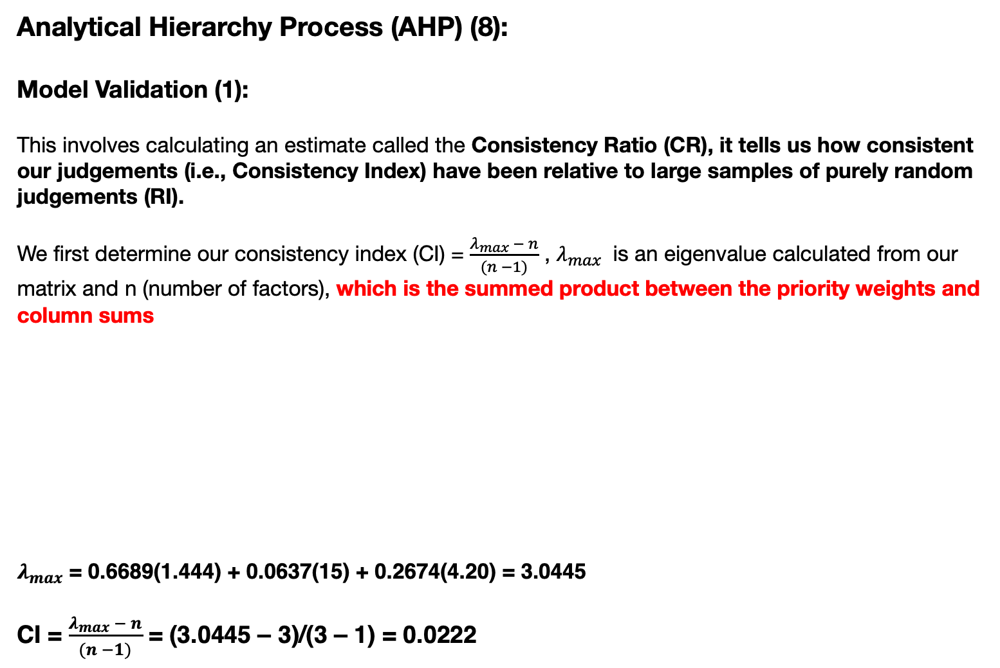 Analytical Hierarchy Process (AHP) (8):
Model Validation (1):
This involves calculating an estimate called the Consistency Ratio (CR), it tells us how consistent
our judgements (i.e., Consistency Index) have been relative to large samples of purely random
judgements (RI).
We first determine our consistency index (CI) = \frac{λ_{max} – n}{(n –1)} , λ_{max} is an eigenvalue calculated from our
matrix and n (number of factors), which is the summed product between the priority weights and
column sums
λ_{max} = 0.6689(1.444) + 0.0637(15) + 0.2674(4.20) = 3.0445
CI = \frac{λ_{max} – n}{(n –1)} = (3.0445 – 3)/(3 – 1) = 0.0222